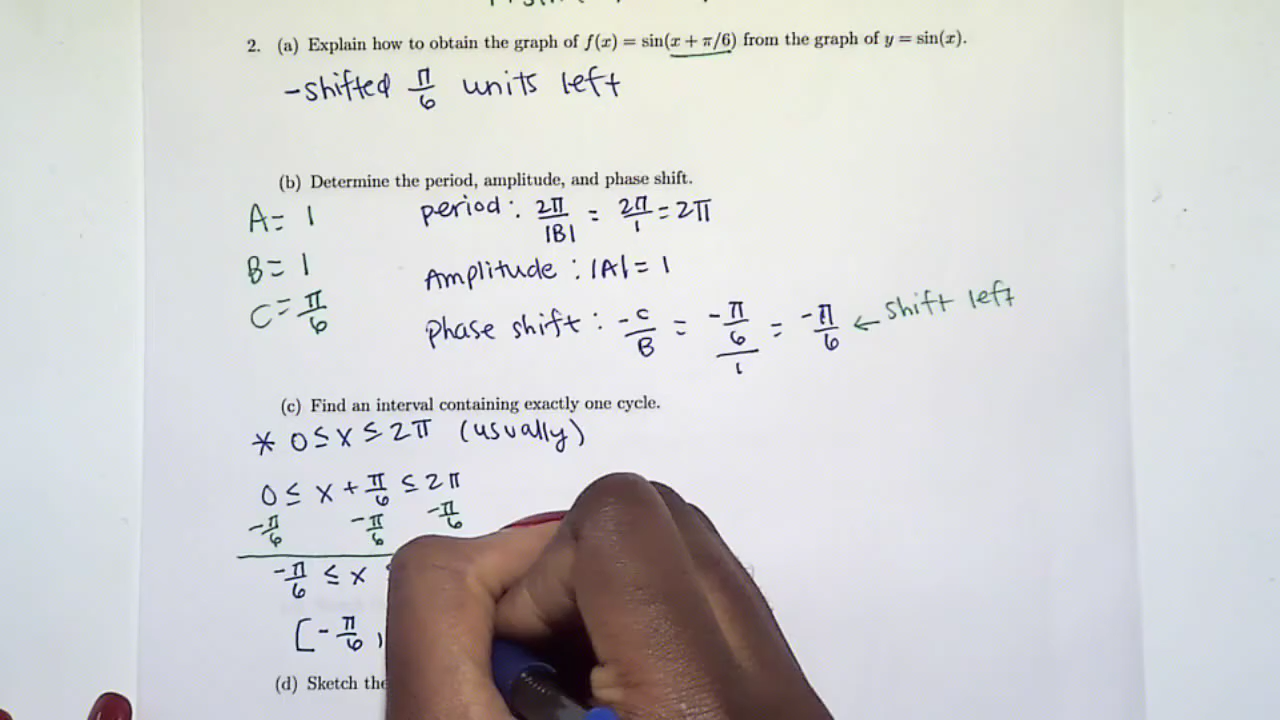 2. (a) Explain how to obtain the graph of f(x) = sin(x + π/6) from the graph of y = sin(x).
-shifted π/6 units left
(b) Determine the period, amplitude, and phase shift.
A = 1
B = 1
C = π/6
period: 2π/|B| = 2π/1 = 2π
Amplitude: |A| = 1
phase shift: -C/B = -π/6/1 = -π/6 ← shift left
(c) Find an interval containing exactly one cycle.
* 0 ≤ x ≤ 2π (usually)
0 ≤ x + π/6 ≤ 2π
-π/6 -π/6 -π/6
-π/6 ≤ x
[-π/6,
(d) Sketch the